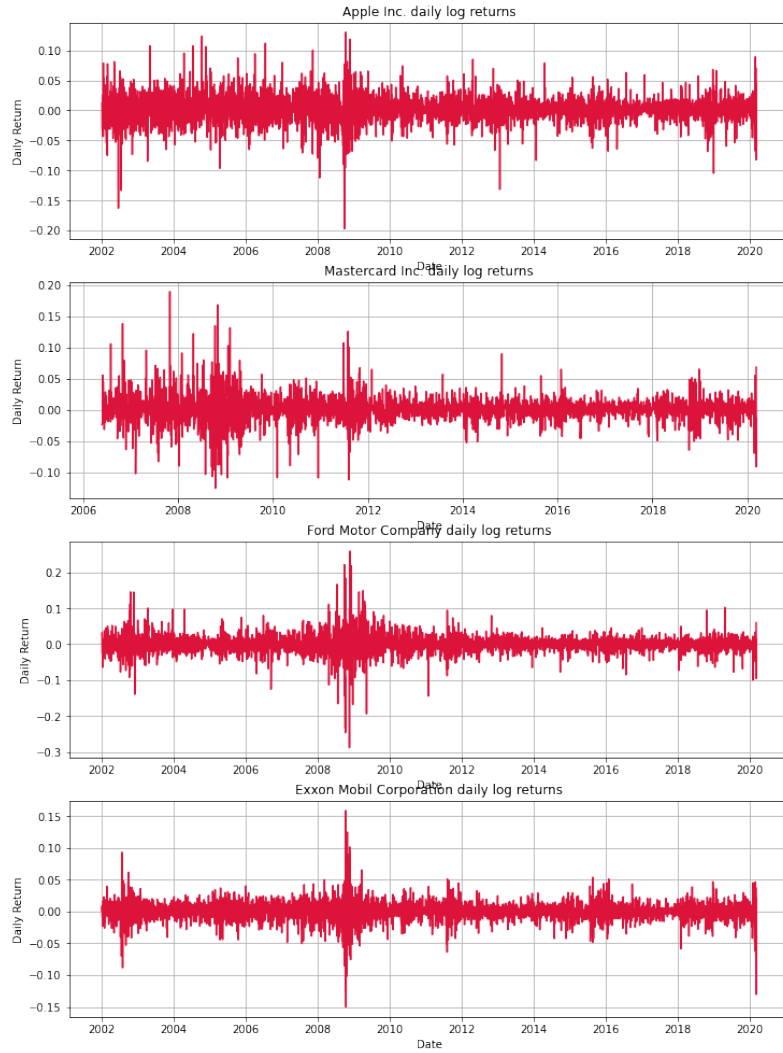 Apple Inc. daily log returns
0.10
0.05
0.00
−0.05
−0.10
−0.15
−0.20
Daily Return
2002 2004 2006 2008 2010 2012 2014 2016 2018 2020
Date
Mastercard Inc. daily log returns
0.20
0.15
0.10
0.05
0.00
−0.05
−0.10
Daily Return
2006 2008 2010 2012 2014 2016 2018 2020
Date
Ford Motor Company daily log returns
0.2
0.1
0.0
−0.1
−0.2
−0.3
Daily Return
2002 2004 2006 2008 2010 2012 2014 2016 2018 2020
Date
Exxon Mobil Corporation daily log returns
0.15
0.10
0.05
0.00
−0.05
−0.10
−0.15
Daily Return
2002 2004 2006 2008 2010 2012 2014 2016 2018 2020
Date